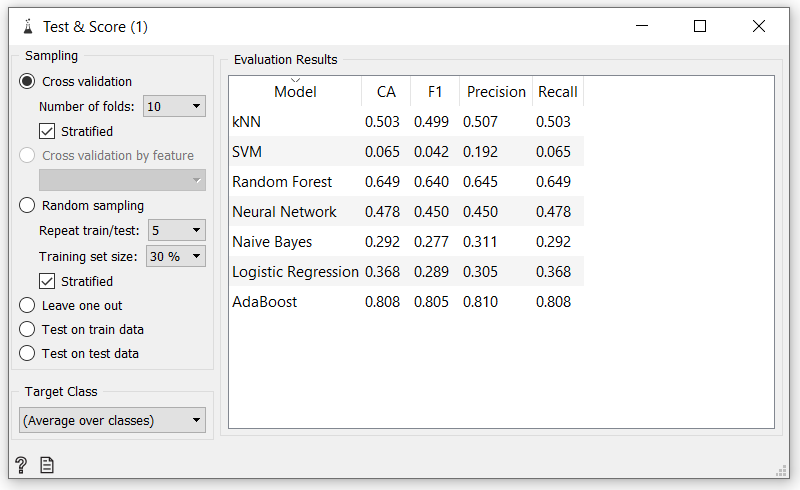 Test & Score (1)
Sampling
Cross validation
Number of folds: 10
Stratified
Cross validation by feature
Random sampling
Repeat train/test: 5
Training set size: 30 %
Stratified
Leave one out
Test on train data
Test on test data
Target Class
(Average over classes)
Evaluation Results
Model CA F1 Precision Recall
kNN 0.503 0.499 0.507 0.503
SVM 0.065 0.042 0.192 0.065
Random Forest 0.649 0.640 0.645 0.649
Neural Network 0.478 0.450 0.450 0.478
Naive Bayes 0.292 0.277 0.311 0.292
Logistic Regression 0.368 0.289 0.305 0.368
AdaBoost 0.808 0.805 0.810 0.808
?